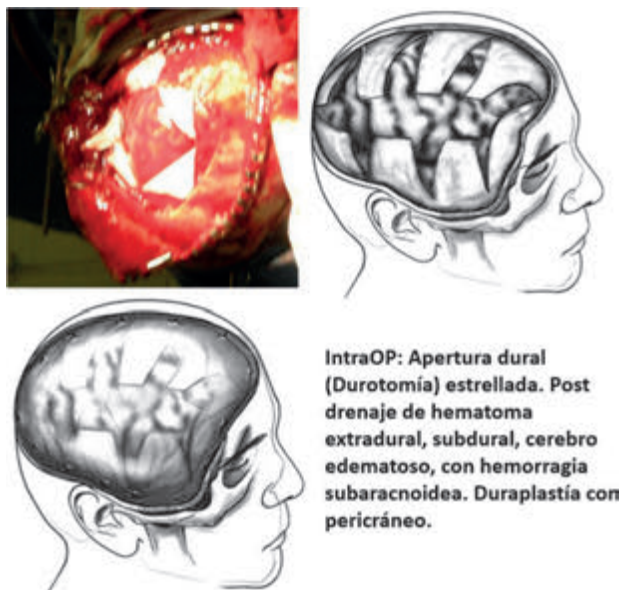 IntraOP: Apertura dural
(Durotomía) estrellada. Post
drenaje de hematoma
extradural, subdural, cerebro
edematoso, con hemorragia
subaracnoidea. Duraplastía con
pericráneo.